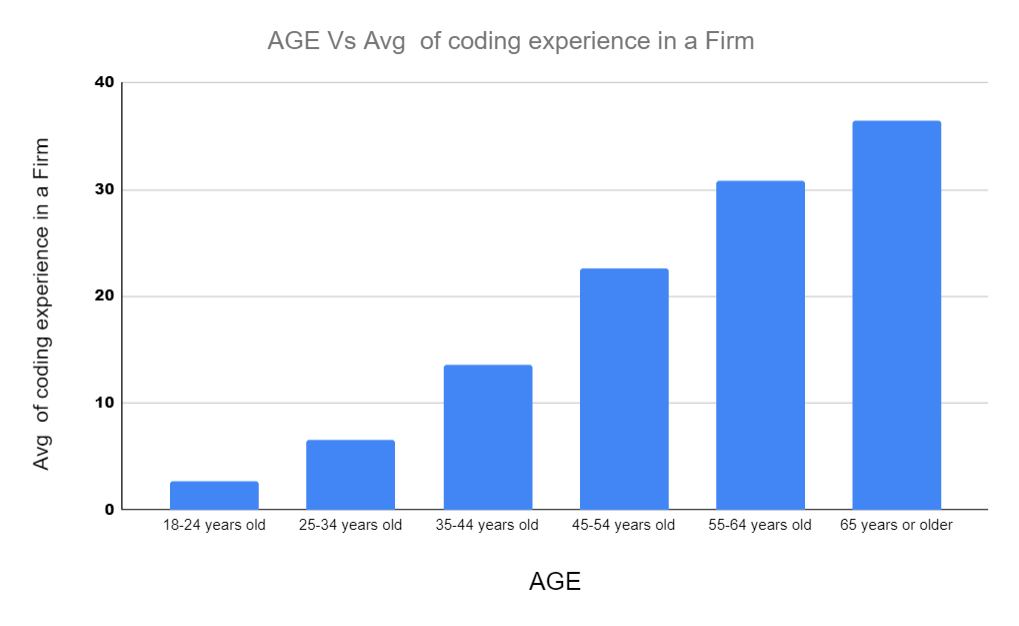 AGE Vs Avg  of coding experience in a Firm
Avg  of coding experience in a Firm
40
30
20
10
0
18-24 years old
25-34 years old
35-44 years old
45-54 years old
55-64 years old
65 years or older
AGE